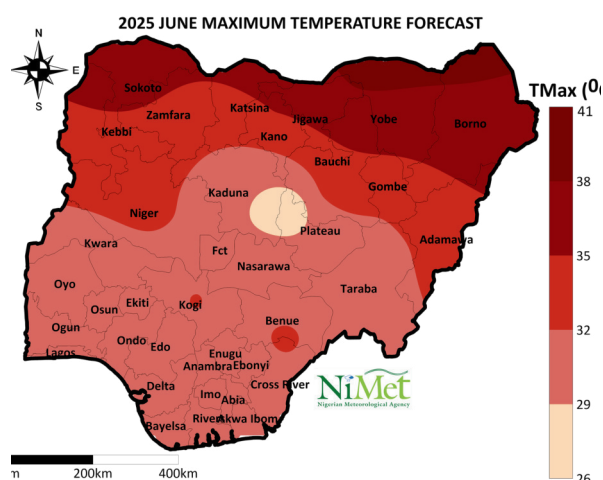 2025 JUNE MAXIMUM TEMPERATURE FORECAST
N
E
S
TMax (0
41
38
35
32
29
26
Sokoto
Zamfara
Katsina
Jigawa
Yobe
Borno
Kebbi
Kano
Bauchi
Gombe
Kaduna
Niger
Plateau
Adamawa
Kwara
Fct
Nasarawa
Taraba
Oyo
Osun
Ekiti
Kogi
Benue
Ogun
Ondo
Edo
Lagos
Enugu
Anambra
Ebonyi
Delta
Imo
Abia
Cross River
Bayelsa
Rivers
Akwa Ibom
NiMet
Nigerian Meteorological Agency
m 200km 400km